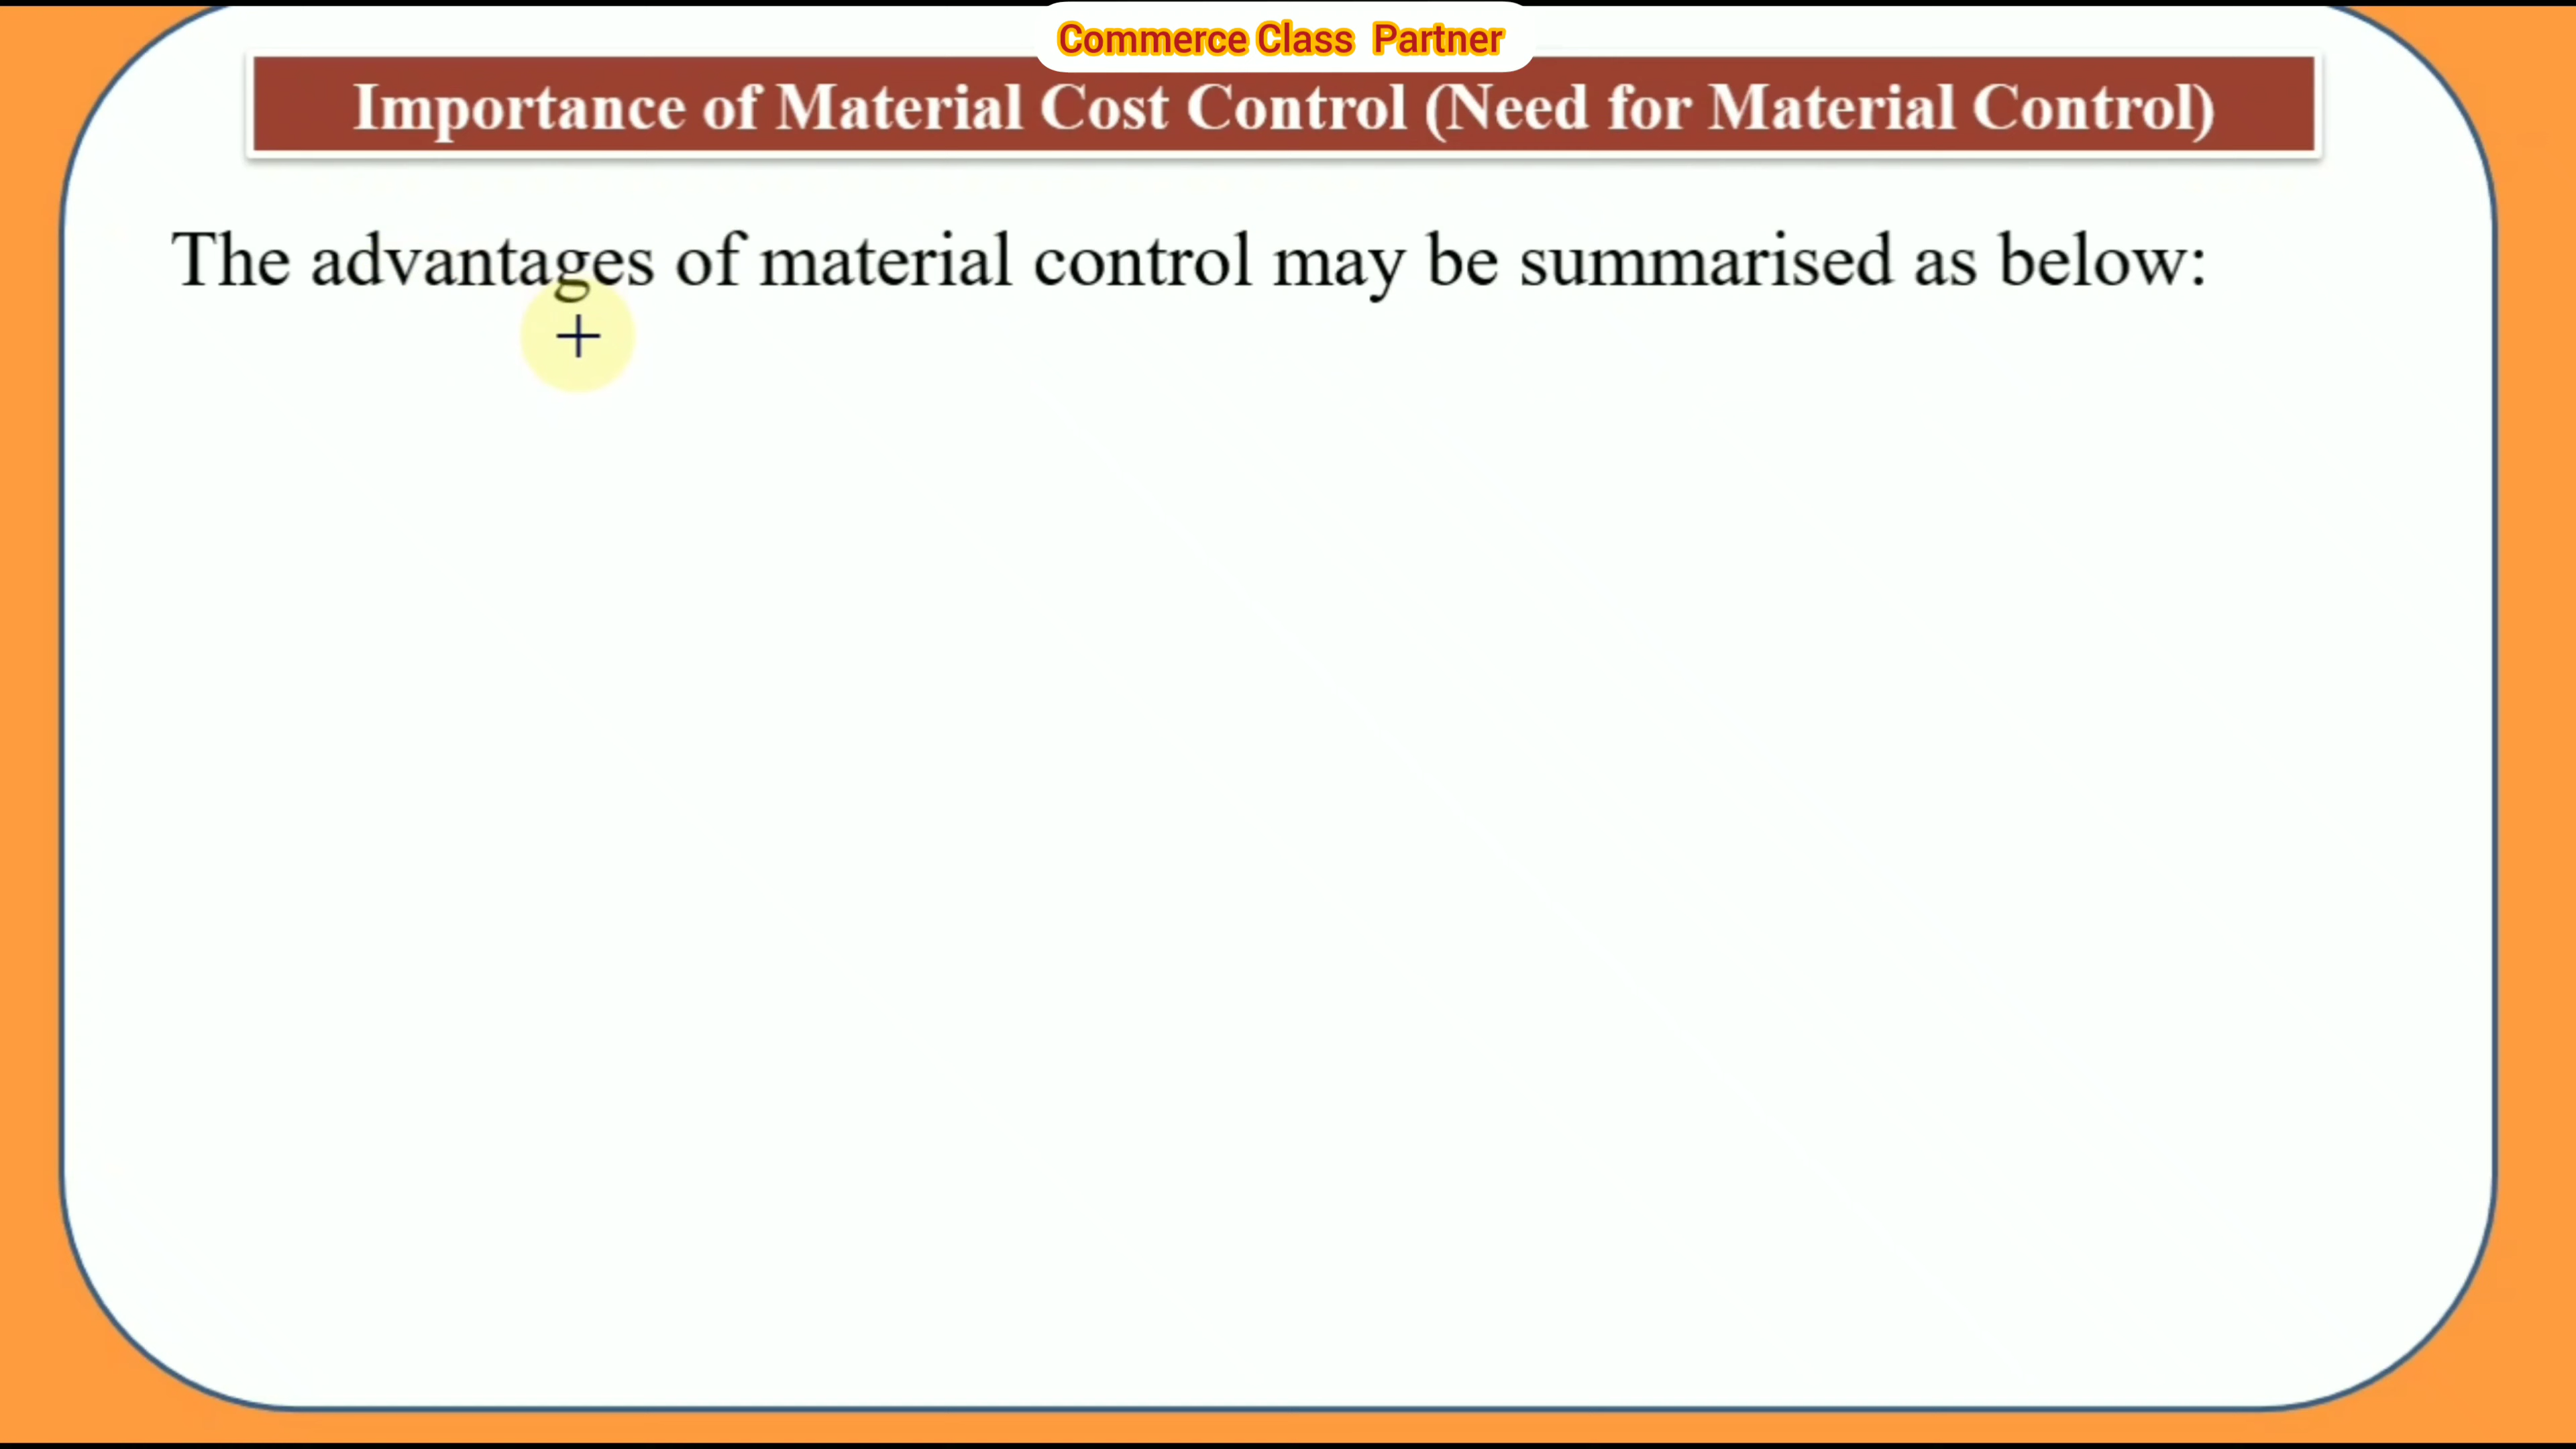 Commerce Class Partner
Importance of Material Cost Control (Need for Material Control)
The advantages of material control may be summarised as below: